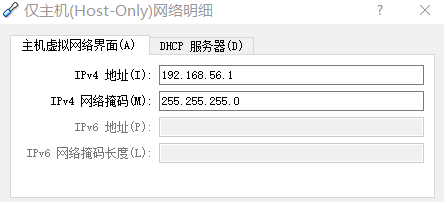 仅主机(Host-Only)网络明细
主机虚拟网络界面(A) DHCP 服务器(D)
IPv4 地址(I): 192.168.56.1
IPv4 网络掩码(M): 255.255.255.0
IPv6 地址(P):
IPv6 网络掩码长度(L):